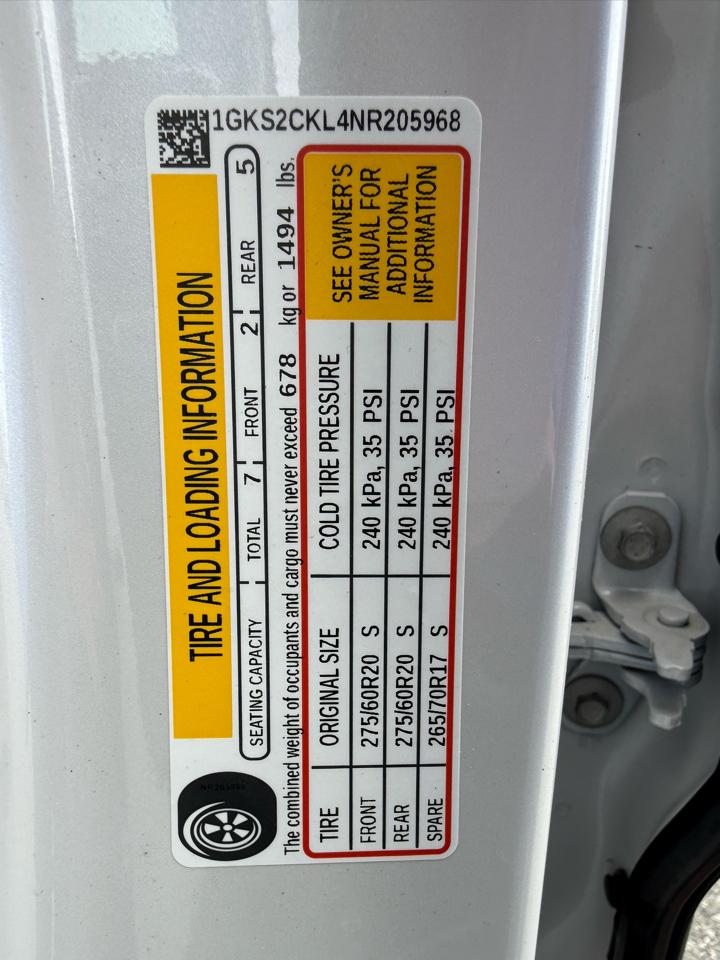 1GKS2CKL4NR205968
TIRE AND LOADING INFORMATION
SEATING CAPACITY TOTAL 7 FRONT 2 REAR 5
The combined weight of occupants and cargo must never exceed 678 kg or 1494 lbs.
TIRE ORIGINAL SIZE COLD TIRE PRESSURE
FRONT 275/60R20 S 240 kPa, 35 PSI
REAR 275/60R20 S 240 kPa, 35 PSI
SPARE 265/70R17 S 240 kPa, 35 PSI
SEE OWNER'S
MANUAL FOR
ADDITIONAL
INFORMATION
NR205968